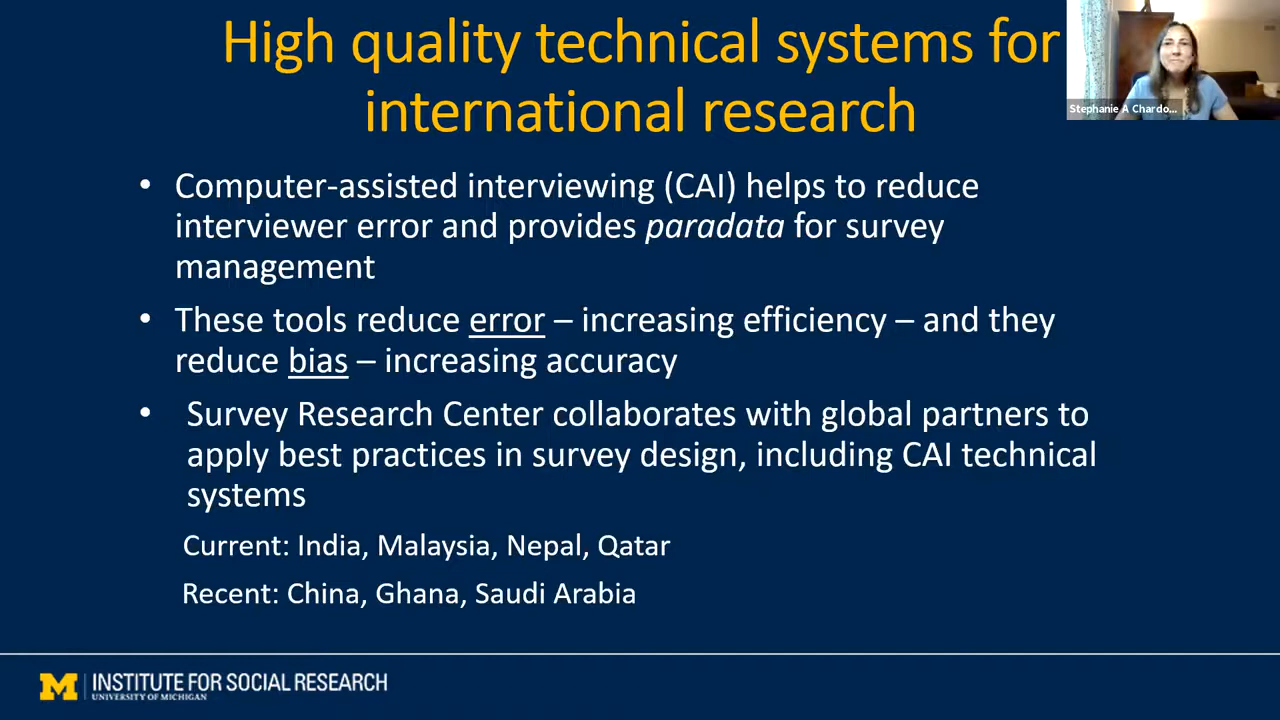 High quality technical systems for
international research
Stephanie A Chardo...
• Computer-assisted interviewing (CAI) helps to reduce
interviewer error and provides paradata for survey
management
• These tools reduce error – increasing efficiency – and they
reduce bias – increasing accuracy
• Survey Research Center collaborates with global partners to
apply best practices in survey design, including CAI technical
systems
Current: India, Malaysia, Nepal, Qatar
Recent: China, Ghana, Saudi Arabia
M INSTITUTE FOR SOCIAL RESEARCH
UNIVERSITY OF MICHIGAN